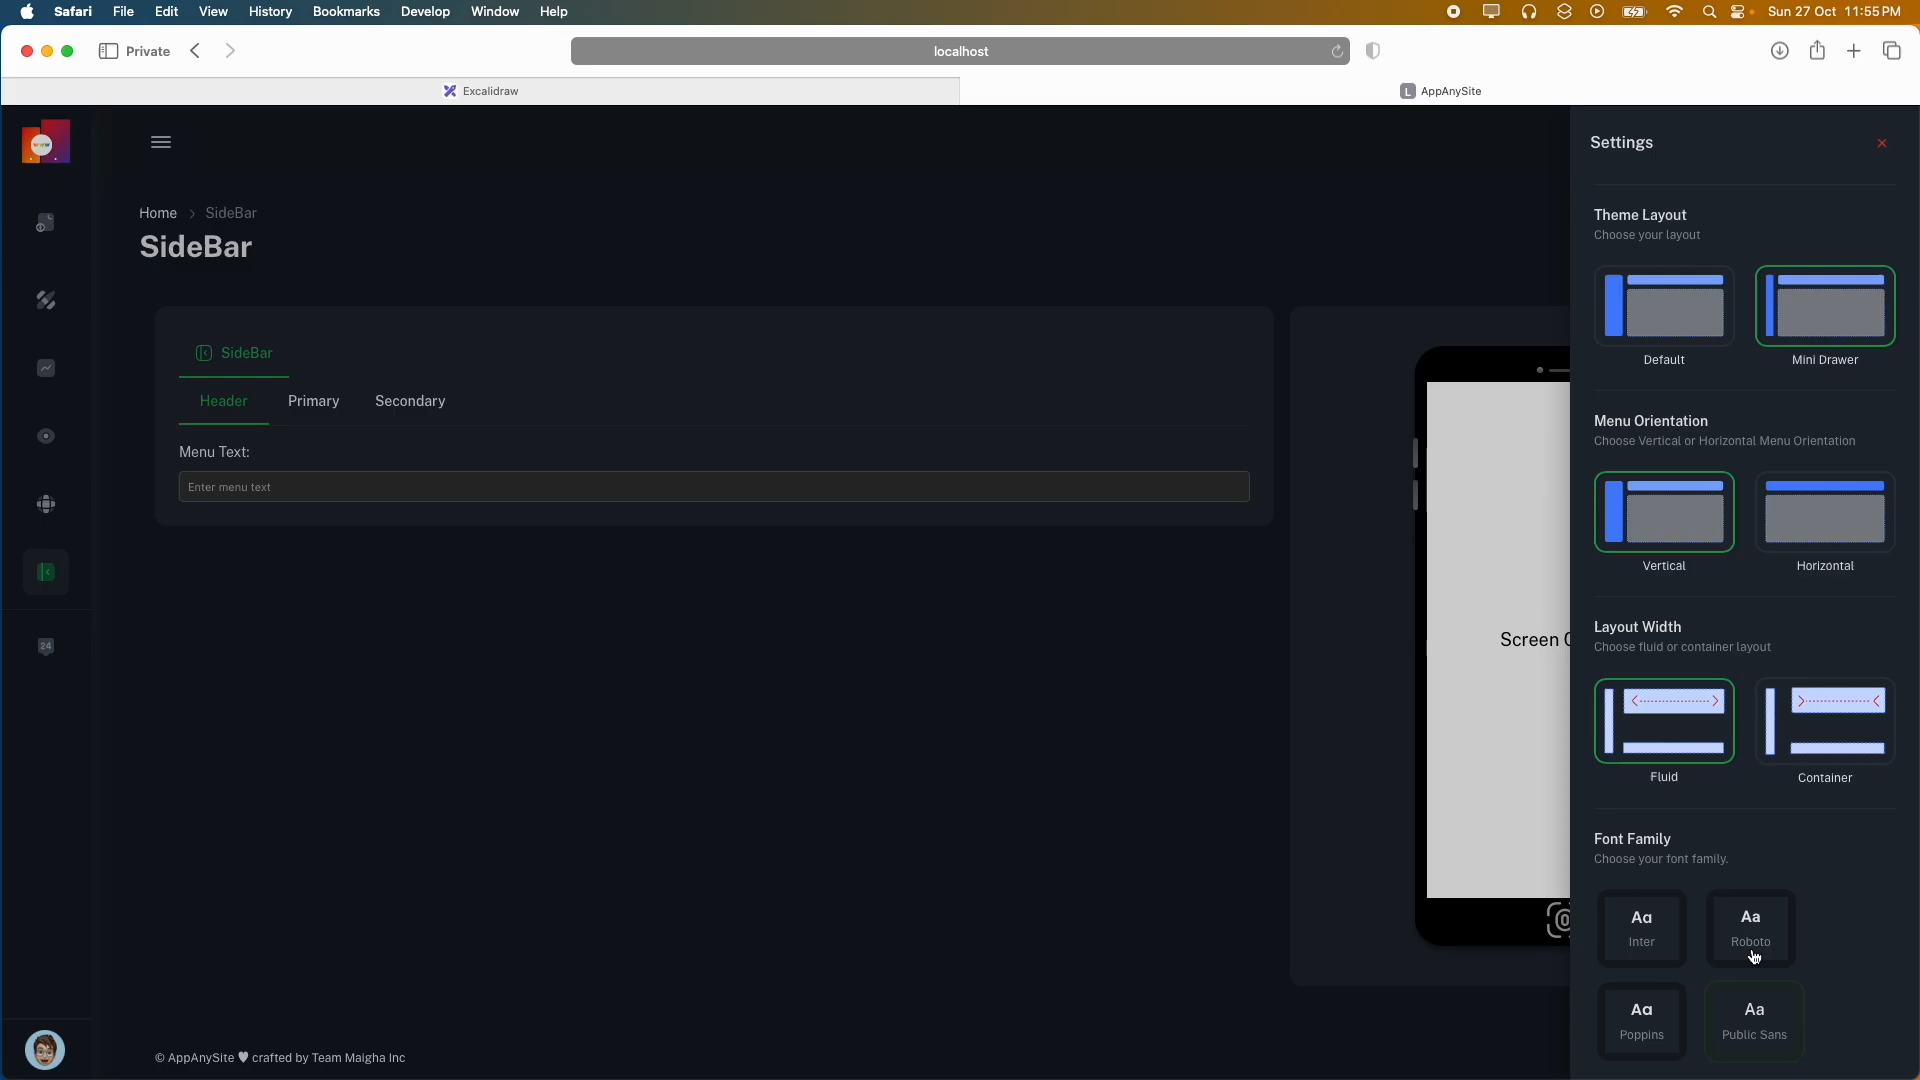 Safari File Edit View History Bookmarks Develop Window Help Sun 27 Oct 11:55 PM
Private localhost
Excalidraw L AppAnySite
Home > SideBar
SideBar
SideBar
Header Primary Secondary
Menu Text:
Enter menu text
24
Screen
© AppAnySite ♥ crafted by Team Maigha Inc
Settings
Theme Layout
Choose your layout
Default Mini Drawer
Menu Orientation
Choose Vertical or Horizontal Menu Orientation
Vertical Horizontal
Layout Width
Choose fluid or container layout
Fluid Container
Font Family
Choose your font family.
Aa Aa
Inter Roboto
Aa Aa
Poppins Public Sans